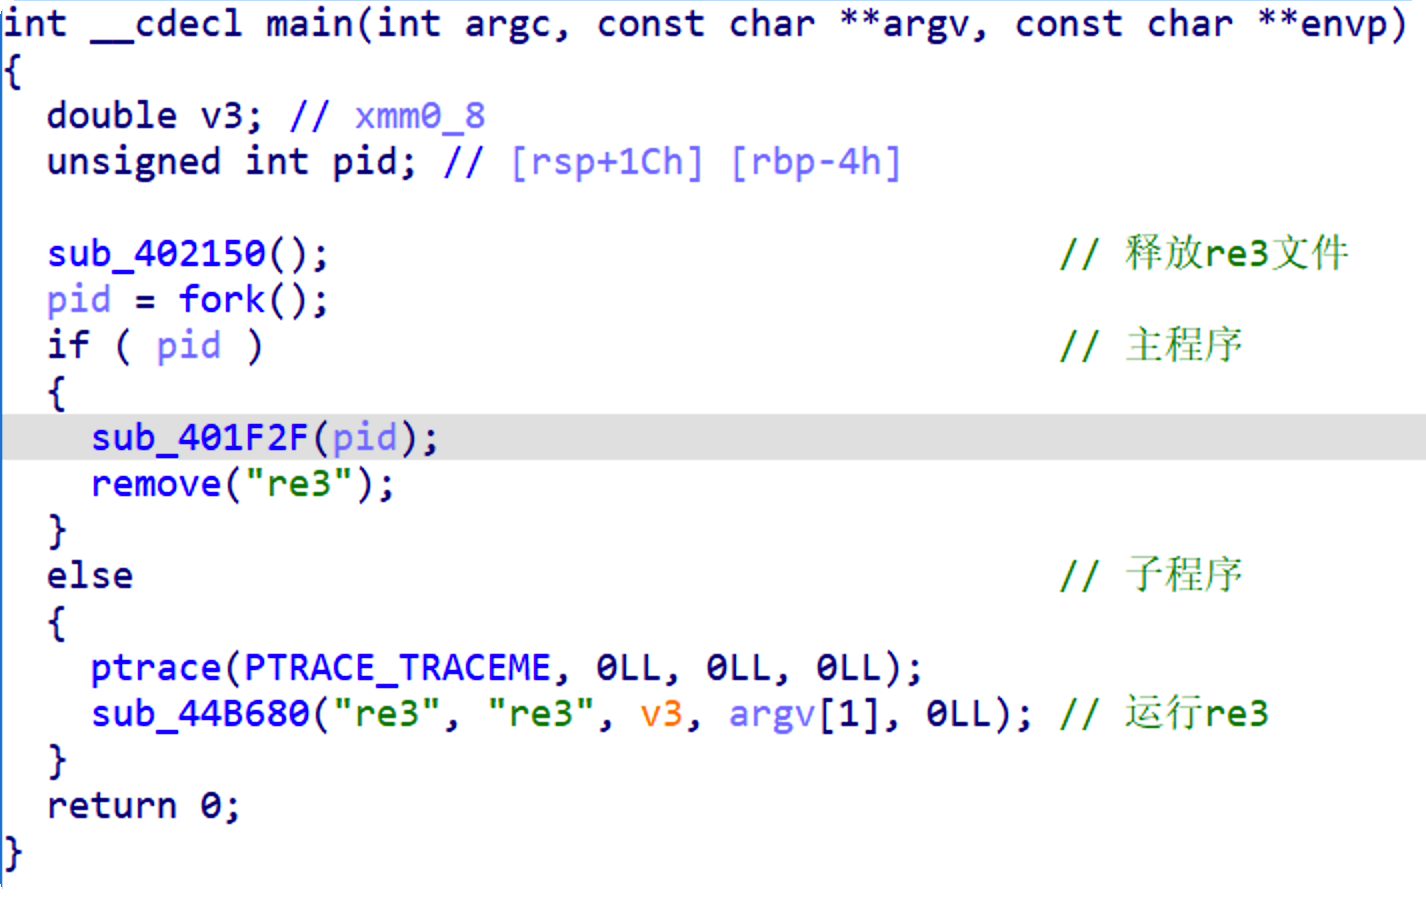 int __cdecl main(int argc, const char **argv, const char **envp)
{
  double v3; // xmm0_8
  unsigned int pid; // [rsp+1Ch] [rbp-4h]

  sub_402150();                                  // 释放re3文件
  pid = fork();
  if ( pid )                                     // 主程序
  {
    sub_401F2F(pid);
    remove("re3");
  }
  else                                           // 子程序
  {
    ptrace(PTRACE_TRACEME, 0LL, 0LL, 0LL);
    sub_44B680("re3", "re3", v3, argv[1], 0LL); // 运行re3
  }
  return 0;
}